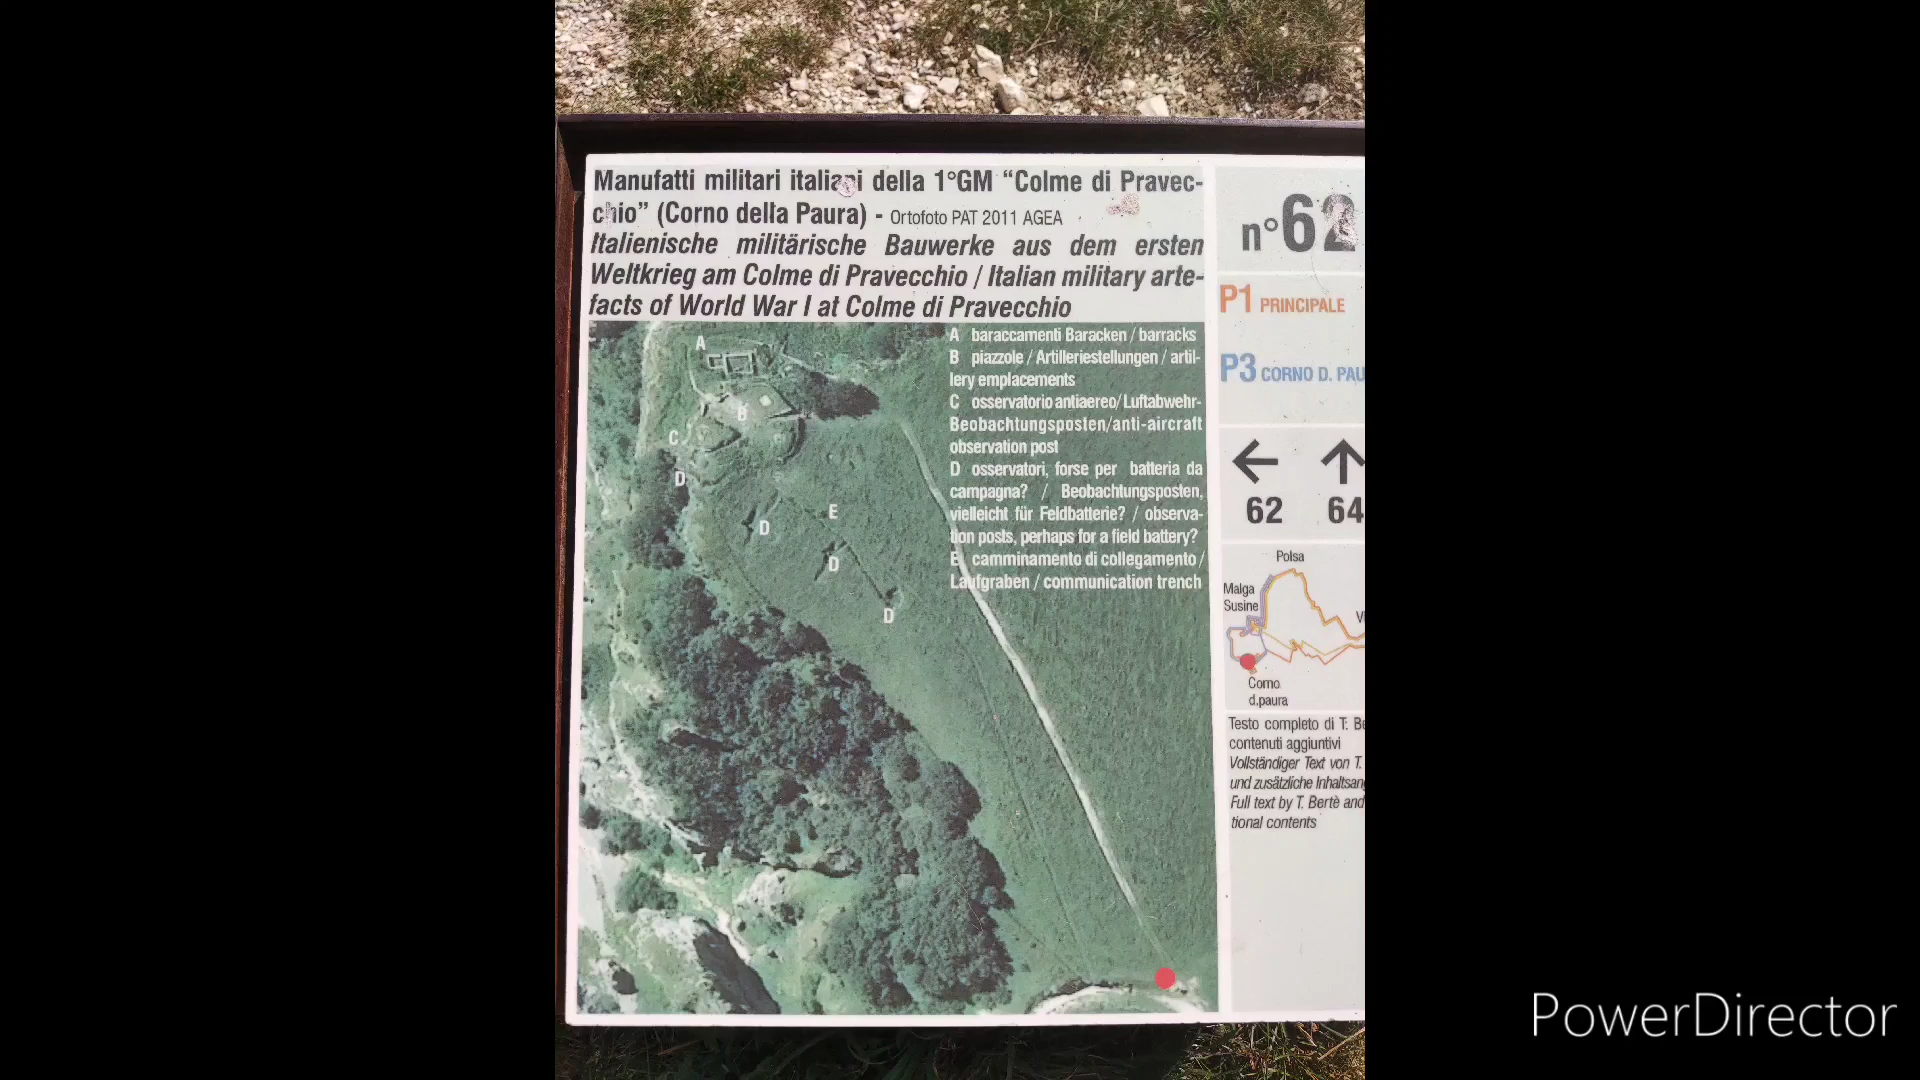 Manufatti militari italiani della 1°GM “Colme di Pravec-
chio” (Corno della Paura) - Ortofoto PAT 2011 AGEA
Italienische militärische Bauwerke aus dem ersten
Weltkrieg am Colme di Pravecchio / Italian military arte-
facts of World War I at Colme di Pravecchio
A baraccamenti Baracken / barracks
B piazzole / Artilleriestellungen / artil-
lery emplacements
C osservatorio antiaereo/ Luftabwehr-
Beobachtungsposten/anti-aircraft
observation post
D osservatori, forse per batteria da
campagna? / Beobachtungsposten,
vielleicht für Feldbatterie? / observa-
tion posts, perhaps for a field battery?
E camminamento di collegamento /
Laufgraben / communication trench
A
B
C
D
E
D
D
D
n°62
P1 PRINCIPALE
P3 CORNO D. PAU
62 64
Polsa
Malga
Susine
Corno
d.paura
Testo completo di T. Be
contenuti aggiuntivi
Vollständiger Text von T.
und zusätzliche Inhaltsan
Full text by T. Bertè and
tional contents
PowerDirector